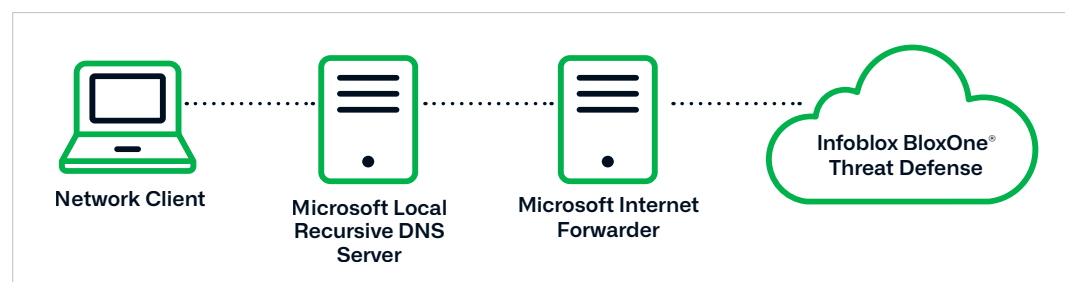 Network Client
Microsoft Local
Recursive DNS
Server
Microsoft Internet
Forwarder
Infoblox BloxOne®
Threat Defense